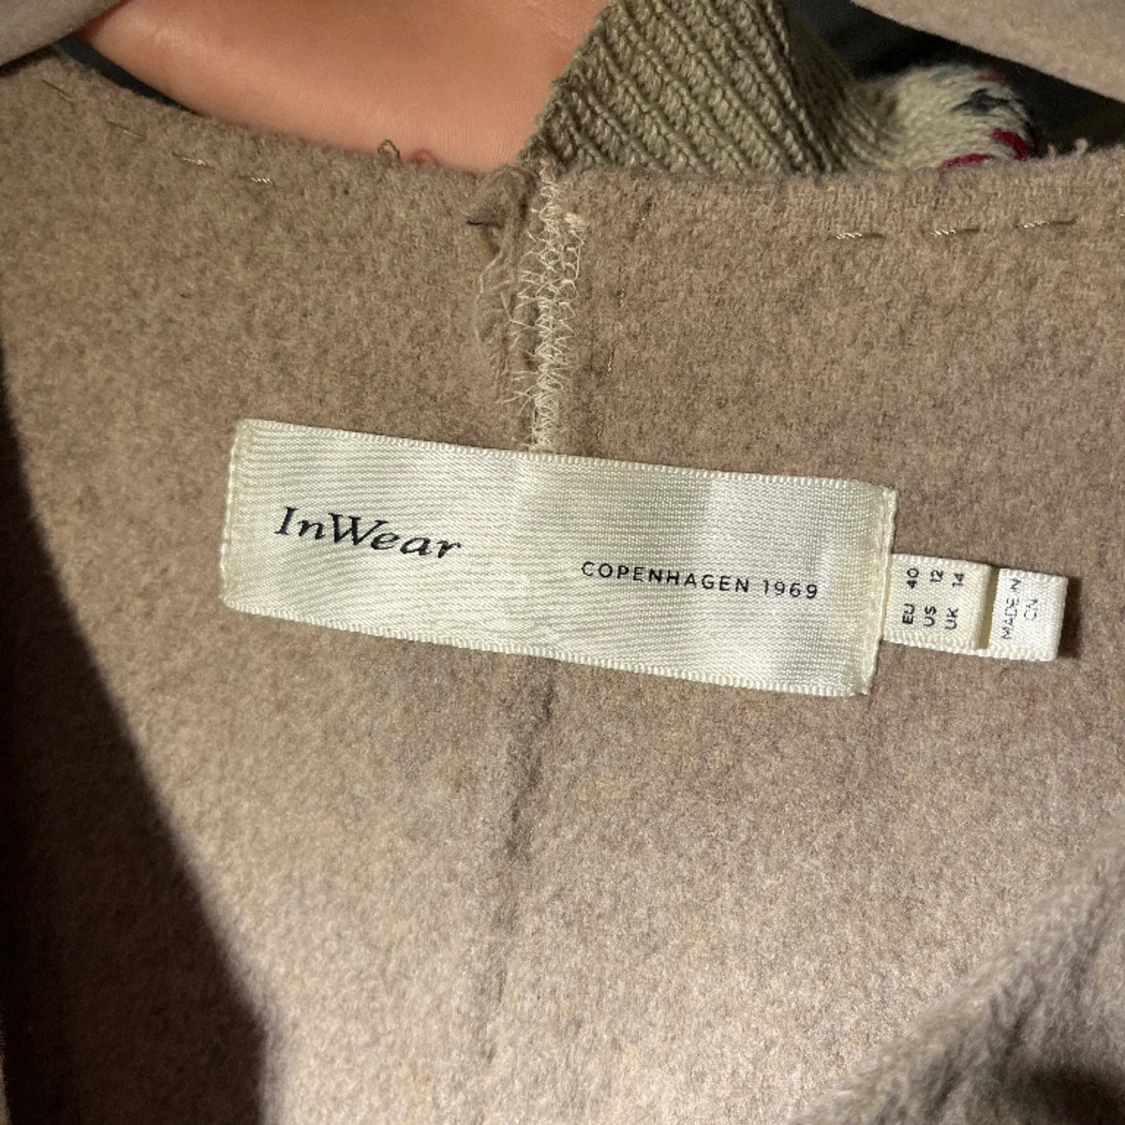 InWear
COPENHAGEN 1969
EU 40
US 12
UK 14
MADE IN
CN